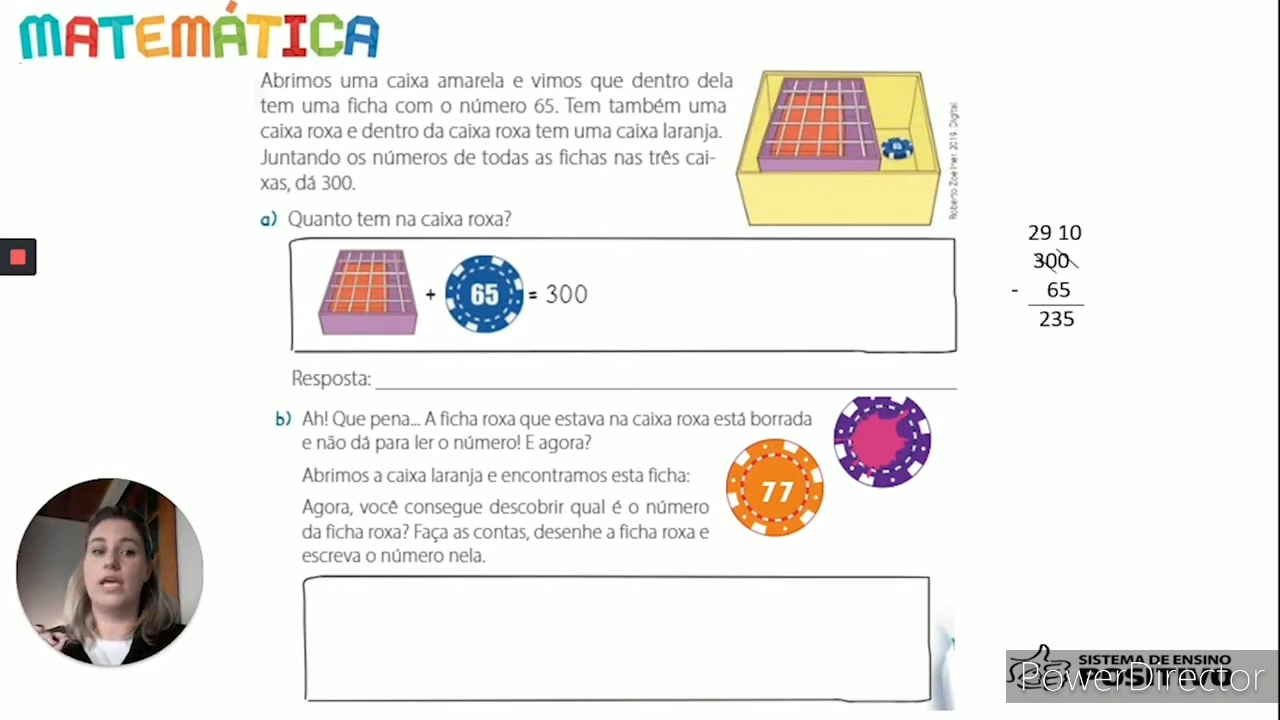 MATEMÁTICA
Abrimos uma caixa amarela e vimos que dentro dela
tem uma ficha com o número 65. Tem também uma
caixa roxa e dentro da caixa roxa tem uma caixa laranja.
Juntando os números de todas as fichas nas três cai-
xas, dá 300.
Roberto Zoellner. 2019. Digital.
a) Quanto tem na caixa roxa?
+ 65 = 300
29 10
300
- 65
235
Resposta:
b) Ah! Que pena... A ficha roxa que estava na caixa roxa está borrada
e não dá para ler o número! E agora?
Abrimos a caixa laranja e encontramos esta ficha:
77
Agora, você consegue descobrir qual é o número
da ficha roxa? Faça as contas, desenhe a ficha roxa e
escreva o número nela.
SISTEMA DE ENSINO
POSITIVO
PowerDirector